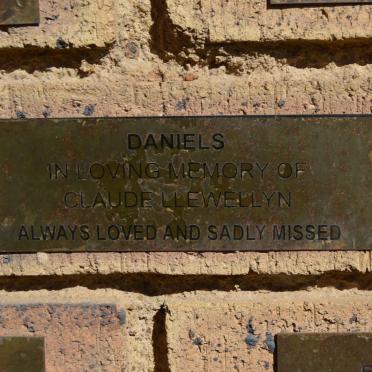 DANIELS
IN LOVING MEMORY OF
CLAUDE LLEWELLYN
ALWAYS LOVED AND SADLY MISSED